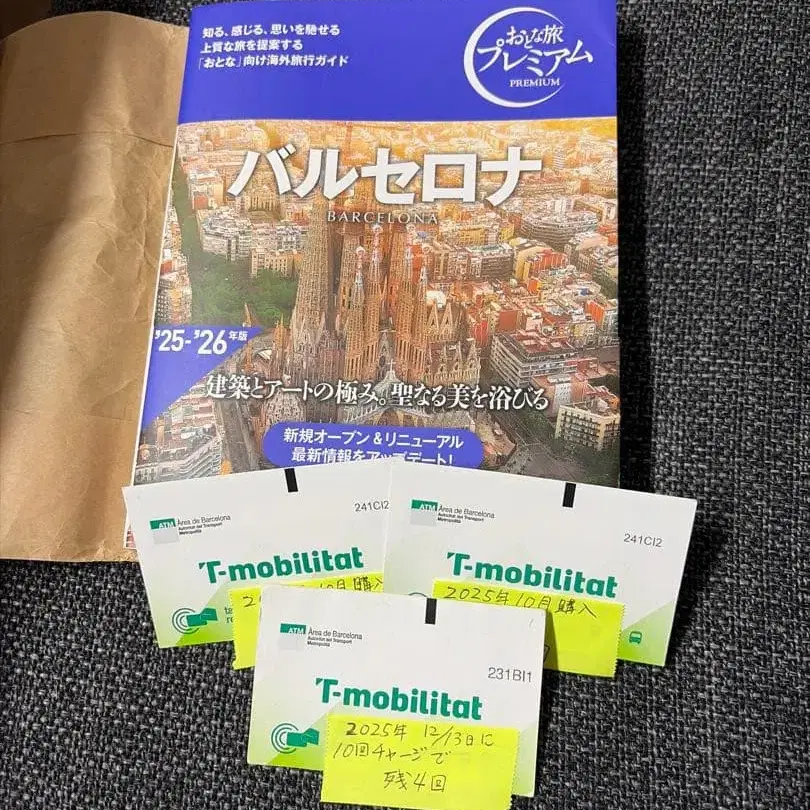 知る、感じる、思いを馳せる
上質な旅を提案する
「おとな」向け海外旅行ガイド
おとな旅
プレミアム
PREMIUM
バルセロナ
BARCELONA
'25-'26年版
建築とアートの極み。聖なる美を浴びる
新規オープン&リニューアル
最新情報をアップデート!
ATM Àrea de Barcelona
Autoritat del Transport
Metropolità
241CI2
T-mobilitat
月購入
ATM Àrea de Barcelona
Autoritat del Transport
Metropolità
241CI2
T-mobilitat
2025年10月購入
ATM Àrea de Barcelona
Autoritat del Transport
Metropolità
231BI1
T-mobilitat
2025年 12/13日に
10回チャージで
残4回